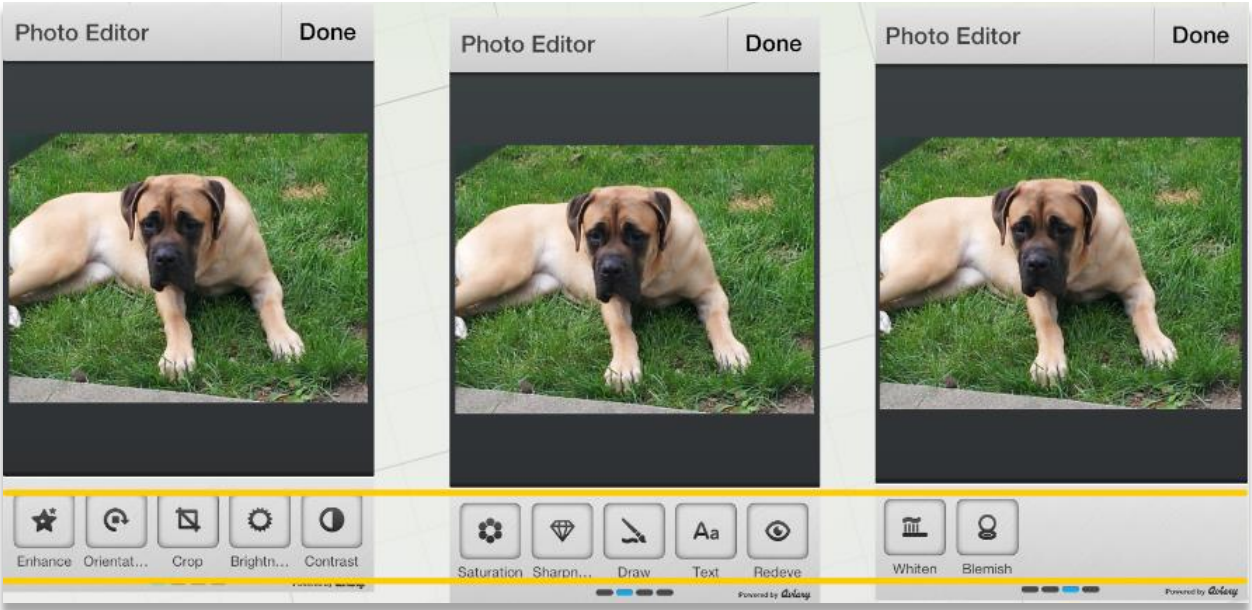 Photo Editor
Done
Enhance
Orientat...
Crop
Brightn...
Contrast
Photo Editor
Done
Aa
Saturation
Sharpn...
Draw
Text
Redeye
Powered by Aviary
Photo Editor
Done
Whiten
Blemish
Powered by Aviary